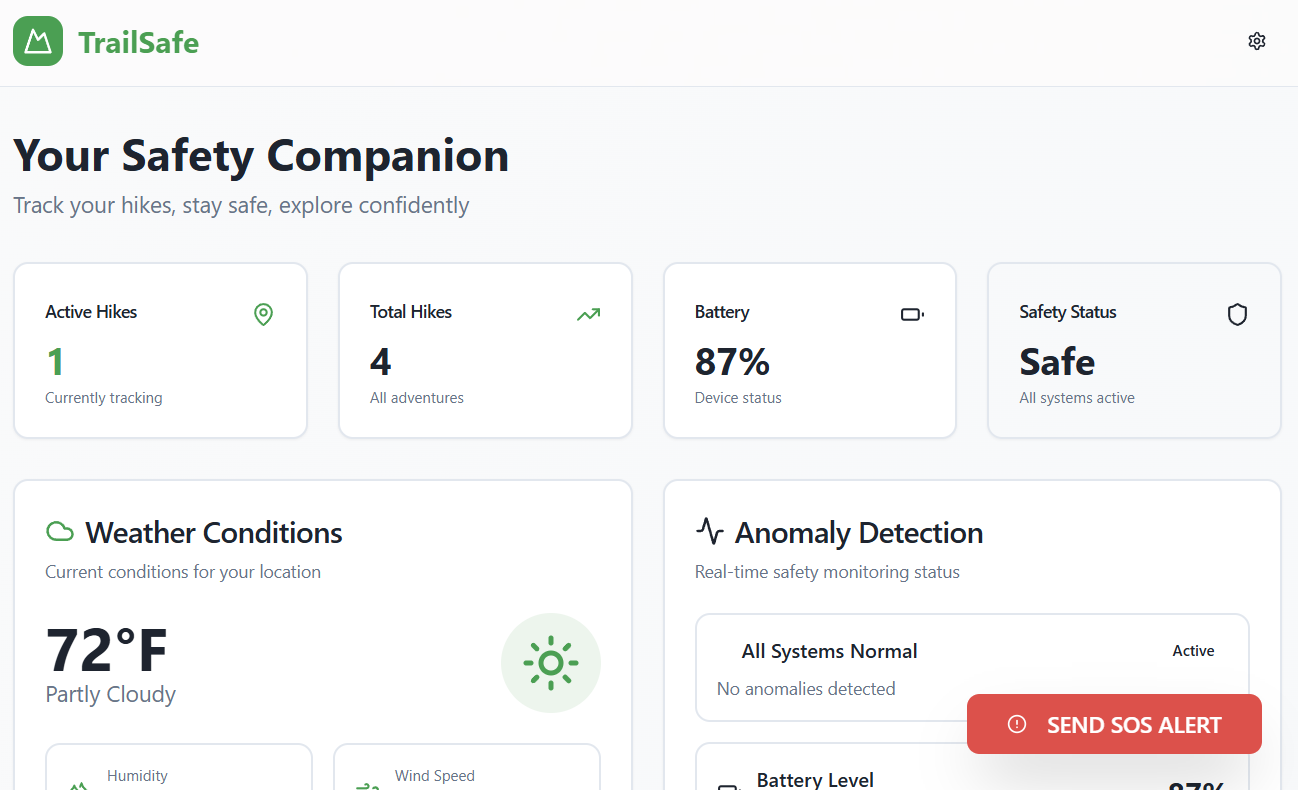 TrailSafe
Your Safety Companion
Track your hikes, stay safe, explore confidently
Active Hikes
1
Currently tracking
Total Hikes
4
All adventures
Battery
87%
Device status
Safety Status
Safe
All systems active
Weather Conditions
Current conditions for your location
72°F
Partly Cloudy
Humidity
Wind Speed
Anomaly Detection
Real-time safety monitoring status
All Systems Normal
Active
No anomalies detected
SEND SOS ALERT
Battery Level
87%